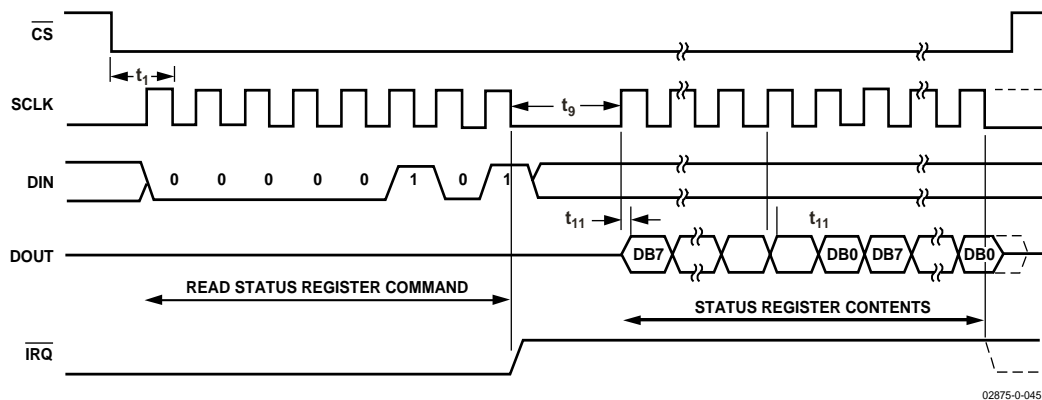 CS
t1
SCLK
t9
DIN
0 0 0 0 0 1 0 1
t11
t11
DOUT
DB7
DB0
DB7
DB0
READ STATUS REGISTER COMMAND
STATUS REGISTER CONTENTS
IRQ
02875-0-045